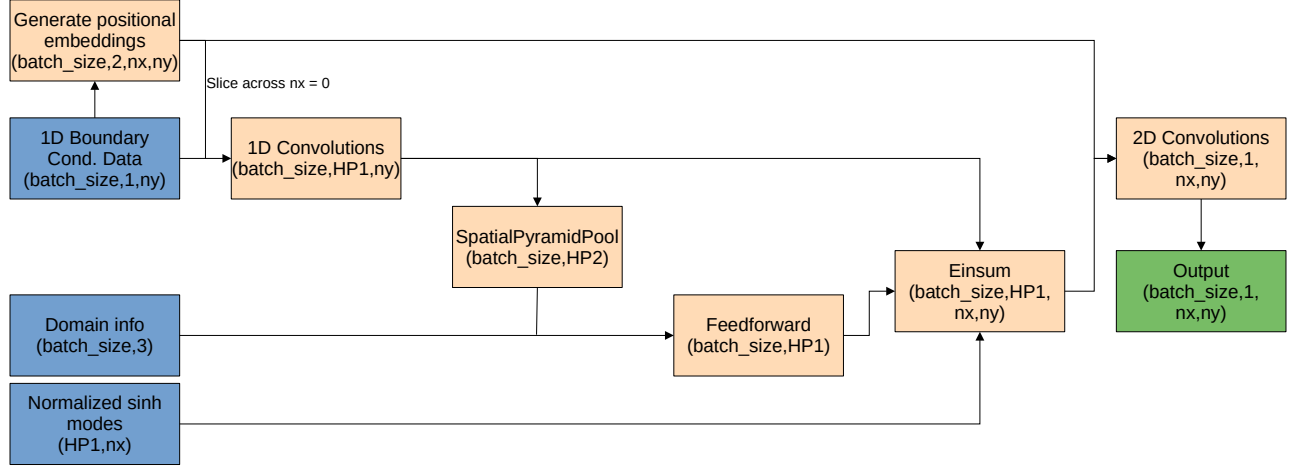 Generate positional
embeddings
(batch_size,2,nx,ny)
Slice across nx = 0
1D Boundary
Cond. Data
(batch_size,1,ny)
1D Convolutions
(batch_size,HP1,ny)
2D Convolutions
(batch_size,1,
nx,ny)
SpatialPyramidPool
(batch_size,HP2)
Einsum
(batch_size,HP1,
nx,ny)
Output
(batch_size,1,
nx,ny)
Domain info
(batch_size,3)
Feedforward
(batch_size,HP1)
Normalized sinh
modes
(HP1,nx)